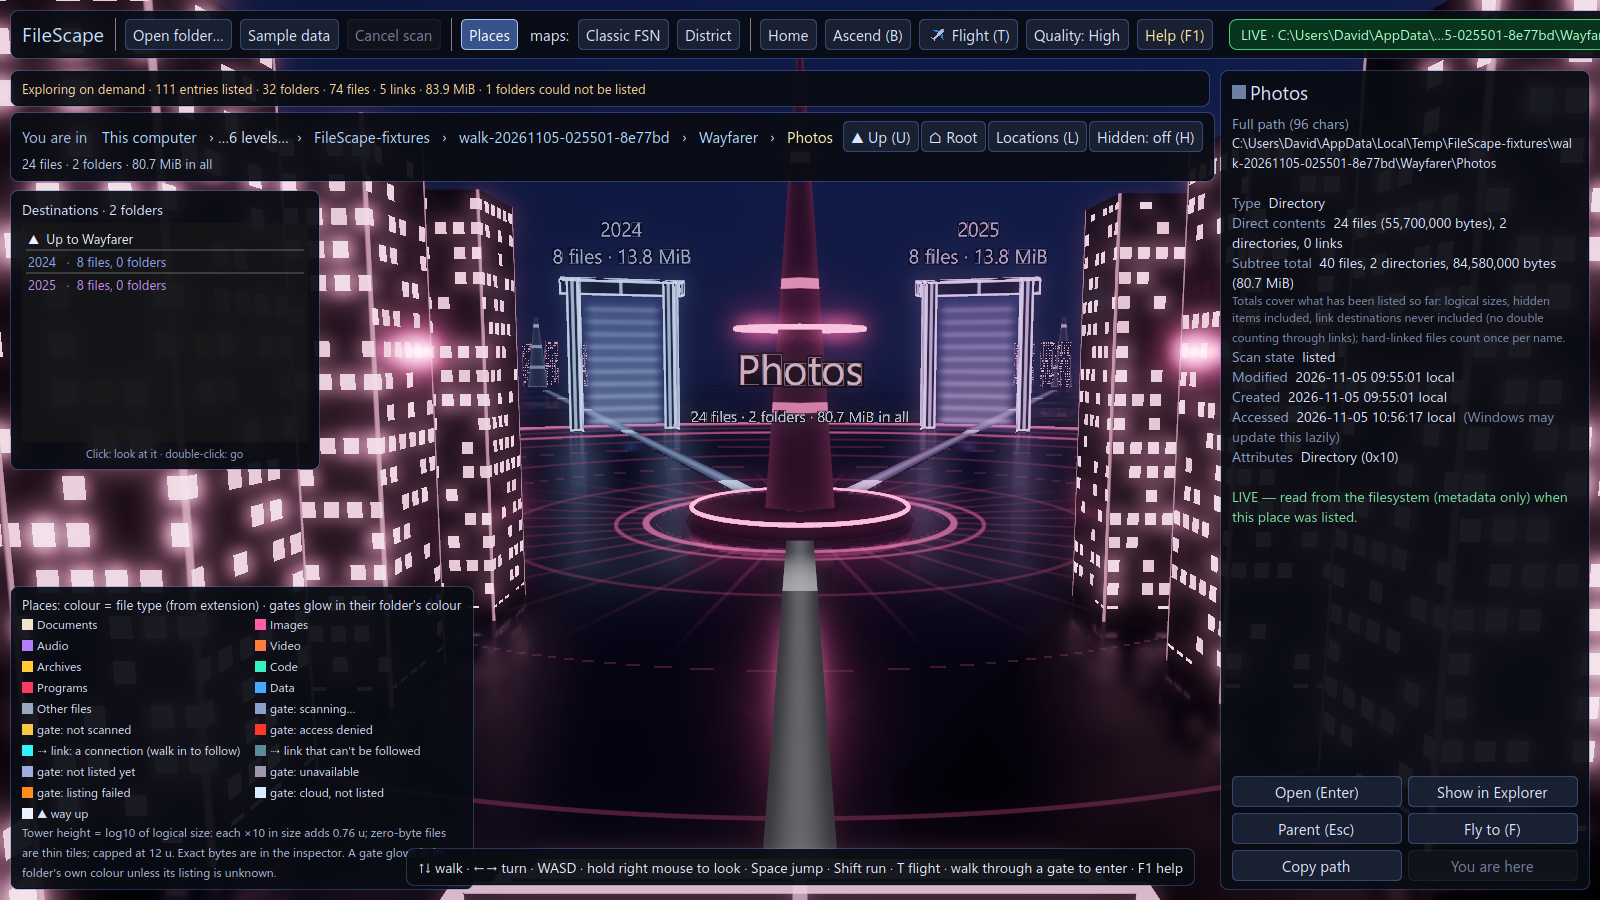 FileScape
Open folder...
Sample data
Cancel scan
Places
maps:
Classic FSN
District
Home
Ascend (B)
Flight (T)
Quality: High
Help (F1)
LIVE · C:\Users\David\AppData\...5-025501-8e77bd\Wayfar
Exploring on demand · 111 entries listed · 32 folders · 74 files · 5 links · 83.9 MiB · 1 folders could not be listed
You are in This computer › ...6 levels... › FileScape-fixtures › walk-20261105-025501-8e77bd › Wayfarer › Photos
▲ Up (U)
Root
Locations (L)
Hidden: off (H)
24 files · 2 folders · 80.7 MiB in all
Destinations · 2 folders
▲ Up to Wayfarer
2024 · 8 files, 0 folders
2025 · 8 files, 0 folders
Click: look at it · double-click: go
2024
8 files · 13.8 MiB
2025
8 files · 13.8 MiB
Photos
24 files · 2 folders · 80.7 MiB in all
Places: colour = file type (from extension) · gates glow in their folder's colour
Documents
Images
Audio
Video
Archives
Code
Programs
Data
Other files
gate: scanning...
gate: not scanned
gate: access denied
→ link: a connection (walk in to follow)
→ link that can't be followed
gate: not listed yet
gate: unavailable
gate: listing failed
gate: cloud, not listed
▲ way up
Tower height = log10 of logical size: each ×10 in size adds 0.76 u; zero-byte files
are thin tiles; capped at 12 u. Exact bytes are in the inspector. A gate glows in its
folder's own colour unless its listing is unknown.
↑↓ walk · ←→ turn · WASD · hold right mouse to look · Space jump · Shift run · T flight · walk through a gate to enter · F1 help
Photos
Full path (96 chars)
C:\Users\David\AppData\Local\Temp\FileScape-fixtures\wal
k-20261105-025501-8e77bd\Wayfarer\Photos
Type Directory
Direct contents 24 files (55,700,000 bytes), 2
directories, 0 links
Subtree total 40 files, 2 directories, 84,580,000 bytes
(80.7 MiB)
Totals cover what has been listed so far: logical sizes, hidden
items included, link destinations never included (no double
counting through links); hard-linked files count once per name.
Scan state listed
Modified 2026-11-05 09:55:01 local
Created 2026-11-05 09:55:01 local
Accessed 2026-11-05 10:56:17 local (Windows may
update this lazily)
Attributes Directory (0x10)
LIVE — read from the filesystem (metadata only) when
this place was listed.
Open (Enter)
Show in Explorer
Parent (Esc)
Fly to (F)
Copy path
You are here